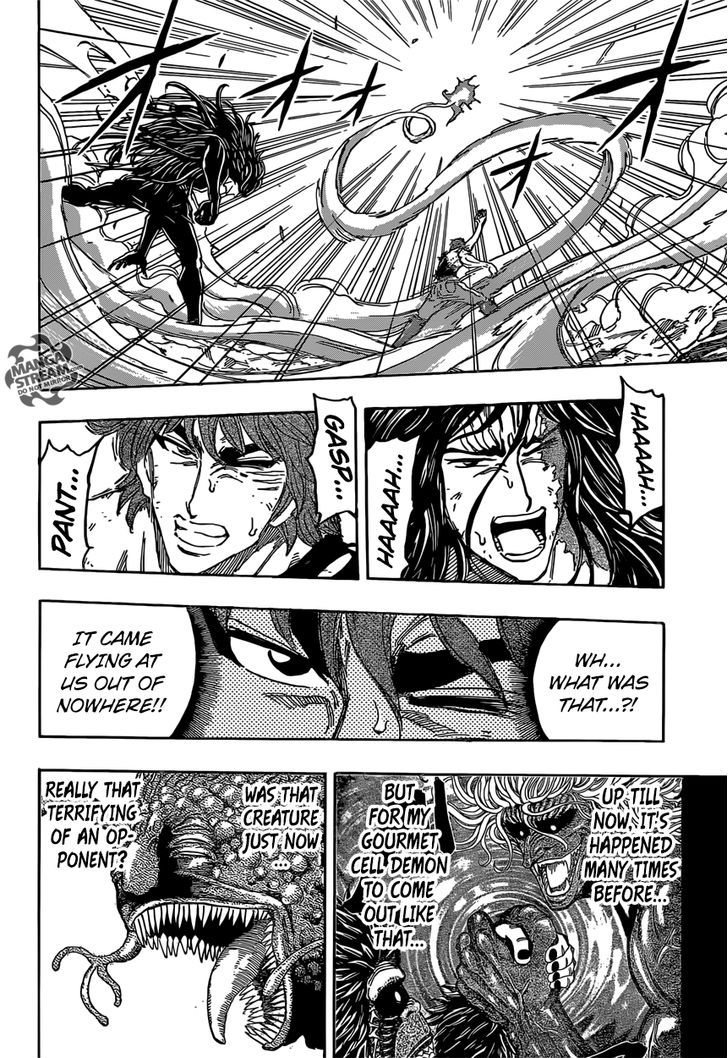 MANGA
STREAM.com
DO NOT MIRROR
HAAAAH...
HAAAAH...
GASP...
PANT...
WH...
WHAT WAS
THAT...?!
IT CAME
FLYING AT
US OUT OF
NOWHERE!!
UP TILL
NOW, IT'S
HAPPENED
MANY TIMES
BEFORE...
BUT
FOR MY
GOURMET
CELL DEMON
TO COME
OUT LIKE
THAT...
WAS THAT
CREATURE
JUST NOW
...
REALLY THAT
TERRIFYING
OF AN OP-
PONENT?